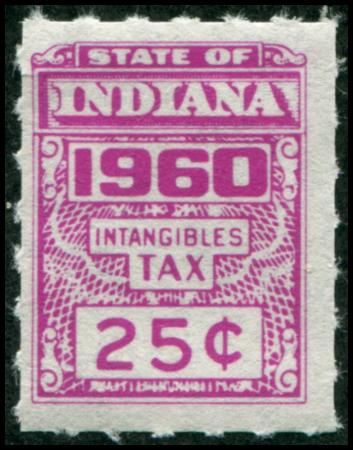 STATE OF
INDIANA
1960
INTANGIBLES
TAX
25¢